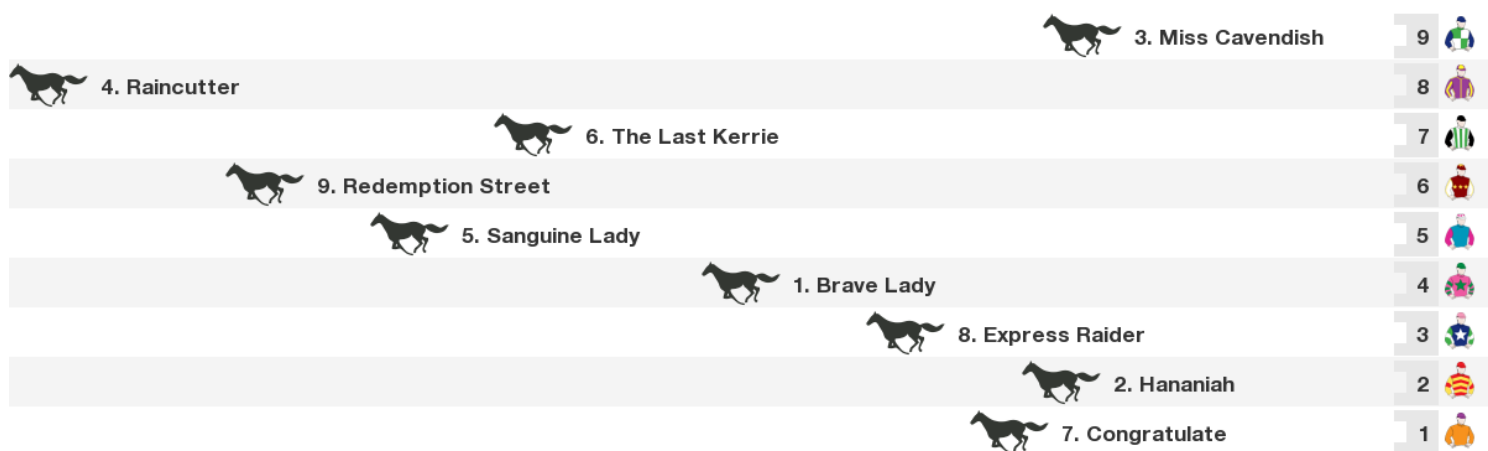 3. Miss Cavendish 9
4. Raincutter 8
6. The Last Kerrie 7
9. Redemption Street 6
5. Sanguine Lady 5
1. Brave Lady 4
8. Express Raider 3
2. Hananiah 2
7. Congratulate 1